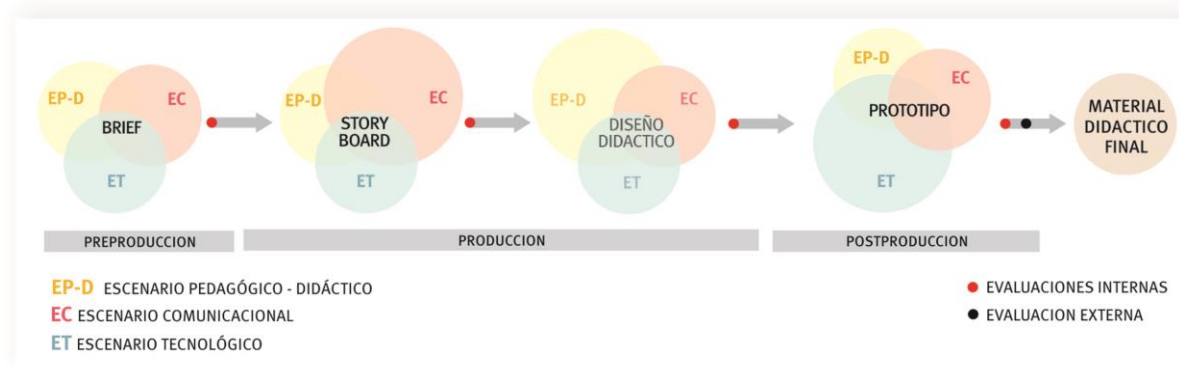 EP-D
EC
BRIEF
ET
EP-D
EC
STORY
BOARD
ET
EP-D
EC
DISEÑO
DIDACTICO
ET
EP-D
EC
PROTOTIPO
ET
MATERIAL
DIDACTICO
FINAL
PREPRODUCCION
PRODUCCION
POSTPRODUCCION
EP-D ESCENARIO PEDAGÓGICO - DIDÁCTICO
EC ESCENARIO COMUNICACIONAL
ET ESCENARIO TECNOLÓGICO
EVALUACIONES INTERNAS
EVALUACION EXTERNA